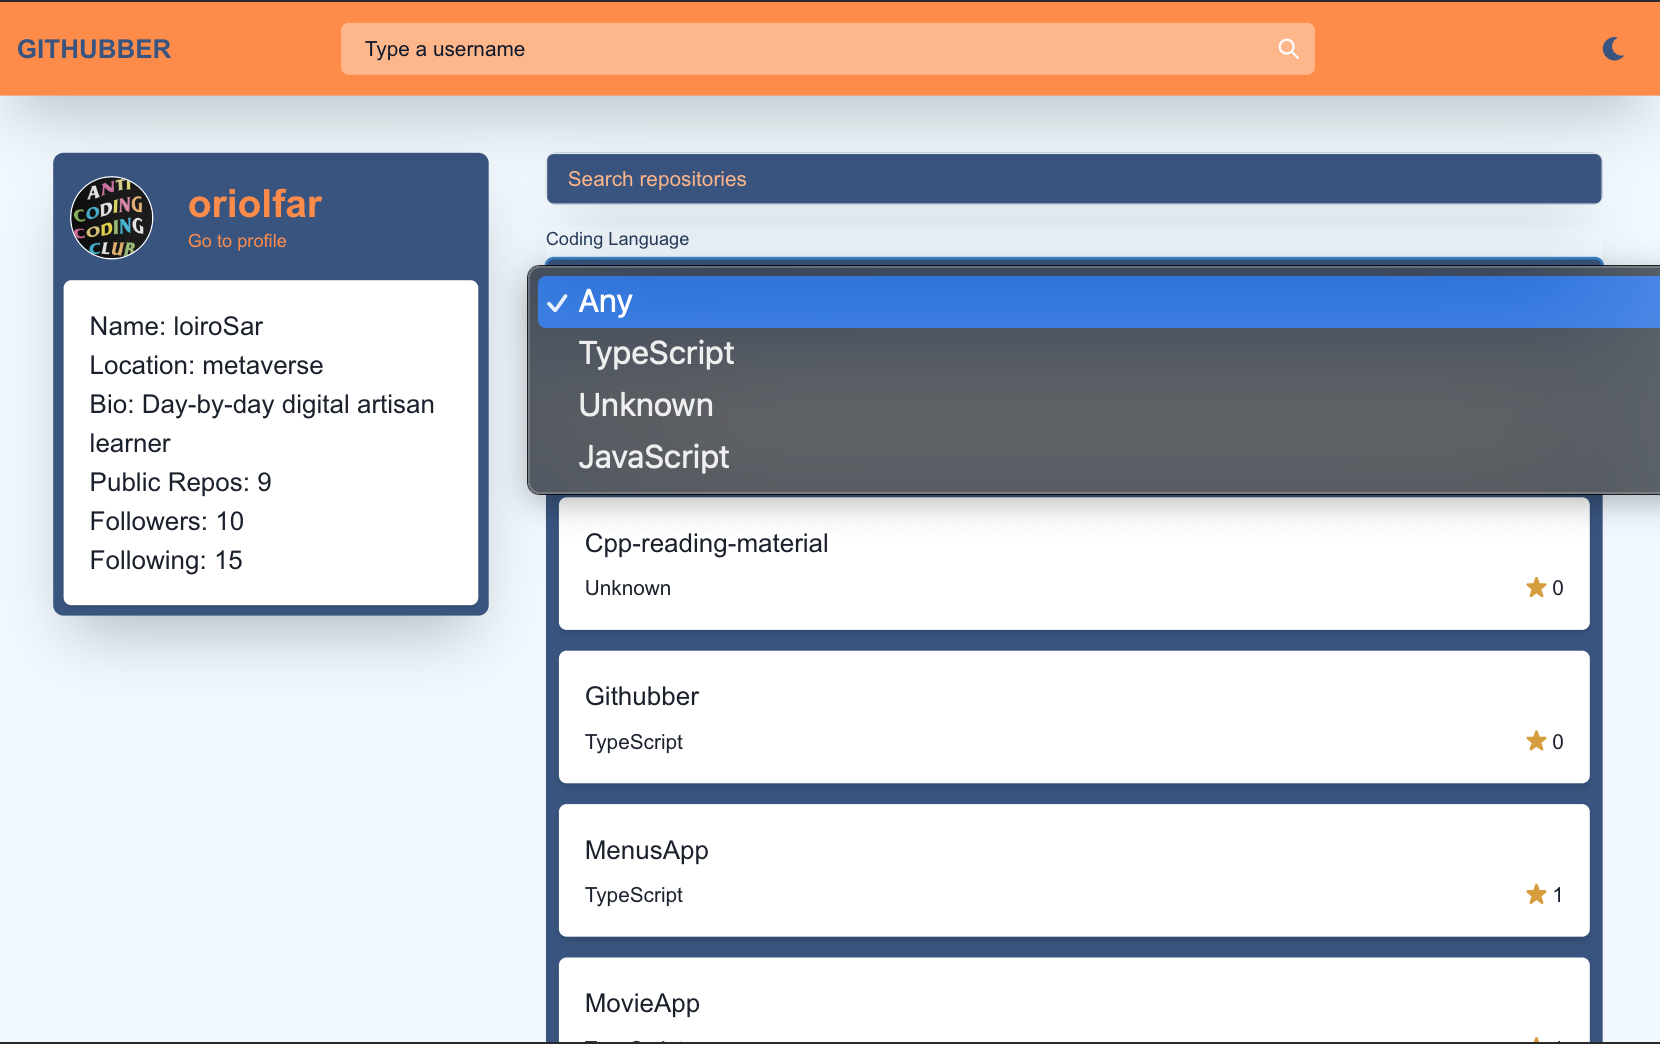 GITHUBBER
Type a username
ANTI
CODING
CODING
CLUB
oriolfar
Go to profile
Name: loiroSar
Location: metaverse
Bio: Day-by-day digital artisan
learner
Public Repos: 9
Followers: 10
Following: 15
Search repositories
Coding Language
✓ Any
TypeScript
Unknown
JavaScript
Cpp-reading-material
Unknown
0
Githubber
TypeScript
0
MenusApp
TypeScript
1
MovieApp